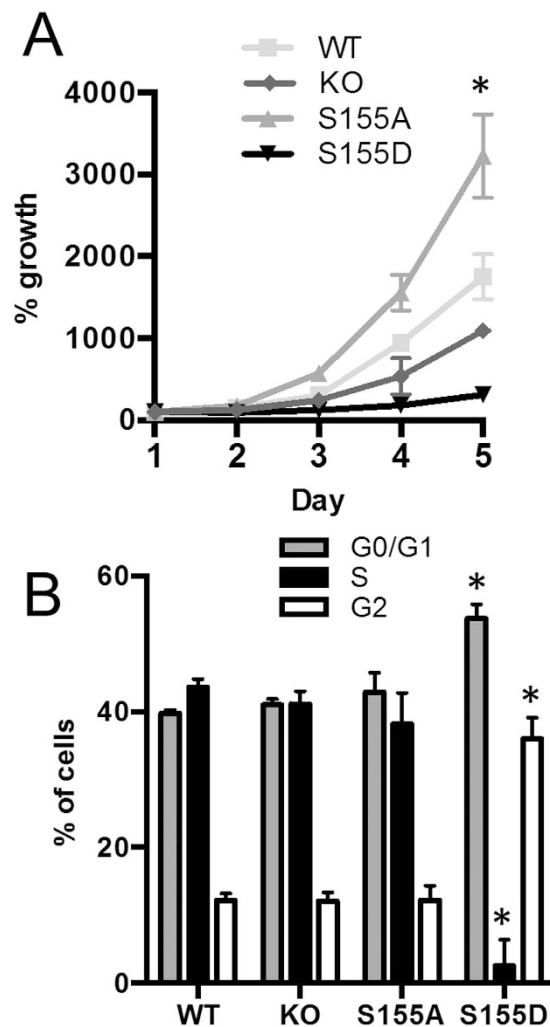 A
WT
KO
S155A
S155D
*
4000
3000
2000
1000
0
% growth
1 2 3 4 5
Day
B
G0/G1
S
G2
*
*
*
60
40
20
0
% of cells
WT KO S155A S155D